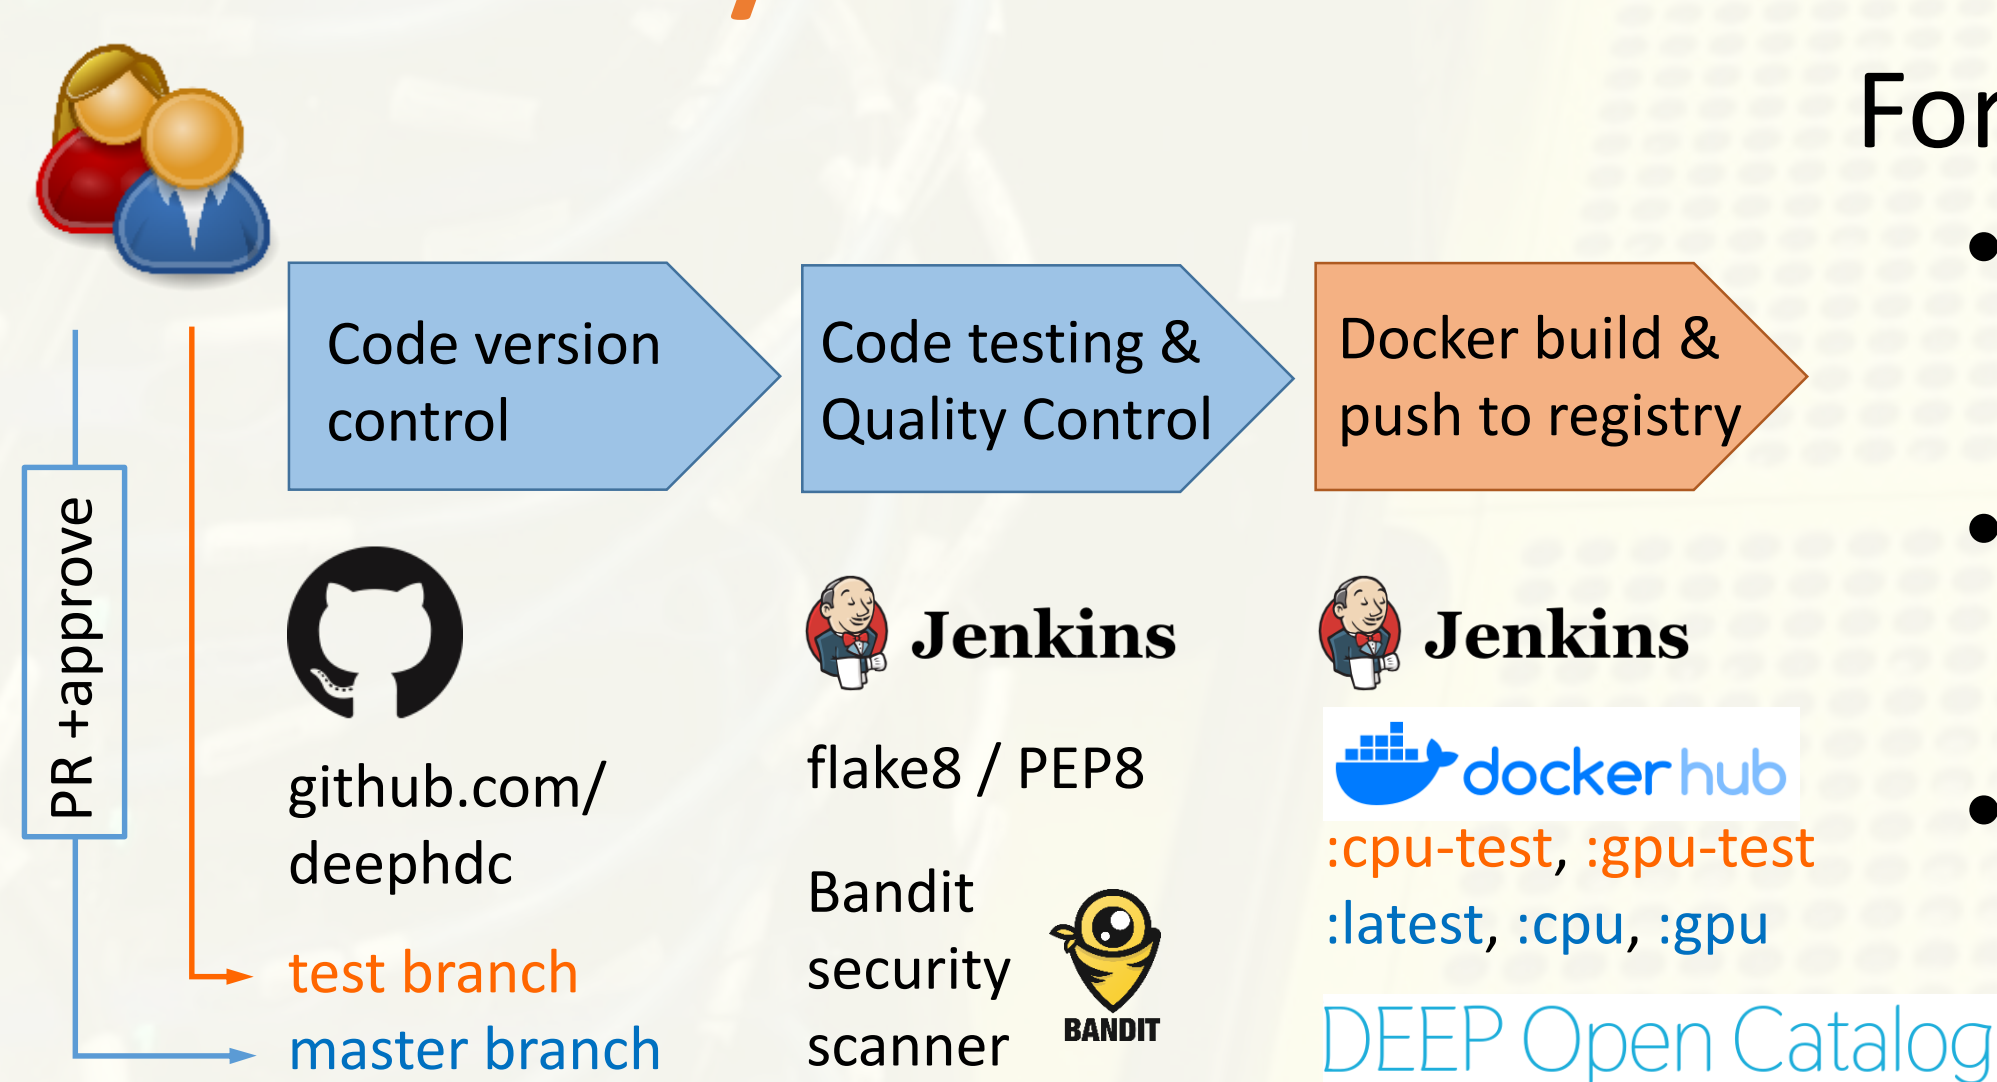 For
PR +approve
Code version
control
github.com/
deephdc
test branch
master branch
Code testing &
Quality Control
Jenkins
flake8 / PEP8
Bandit
security
scanner
BANDIT
Docker build &
push to registry
Jenkins
dockerhub
:cpu-test, :gpu-test
:latest, :cpu, :gpu
DEEP Open Catalog